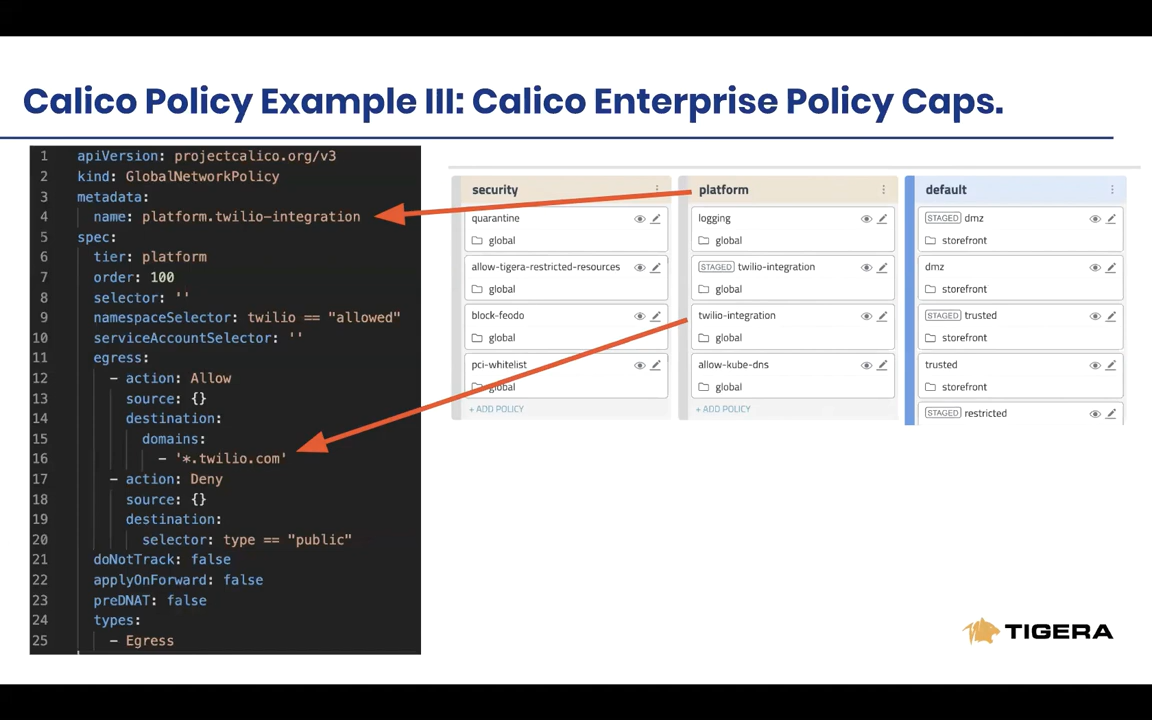 Calico Policy Example III: Calico Enterprise Policy Caps.
1 apiVersion: projectcalico.org/v3
2 kind: GlobalNetworkPolicy
3 metadata:
4 name: platform.twilio-integration
5 spec:
6 tier: platform
7 order: 100
8 selector: ''
9 namespaceSelector: twilio == "allowed"
10 serviceAccountSelector: ''
11 egress:
12 - action: Allow
13 source: {}
14 destination:
15 domains:
16 - '*.twilio.com'
17 - action: Deny
18 source: {}
19 destination:
20 selector: type == "public"
21 doNotTrack: false
22 applyOnForward: false
23 preDNAT: false
24 types:
25 - Egress
security
quarantine
global
allow-tigera-restricted-resources
global
block-feodo
global
pci-whitelist
global
+ ADD POLICY
platform
logging
global
STAGED twilio-integration
global
twilio-integration
global
allow-kube-dns
global
+ ADD POLICY
default
STAGED dmz
storefront
dmz
storefront
STAGED trusted
storefront
trusted
storefront
STAGED restricted
TIGERA